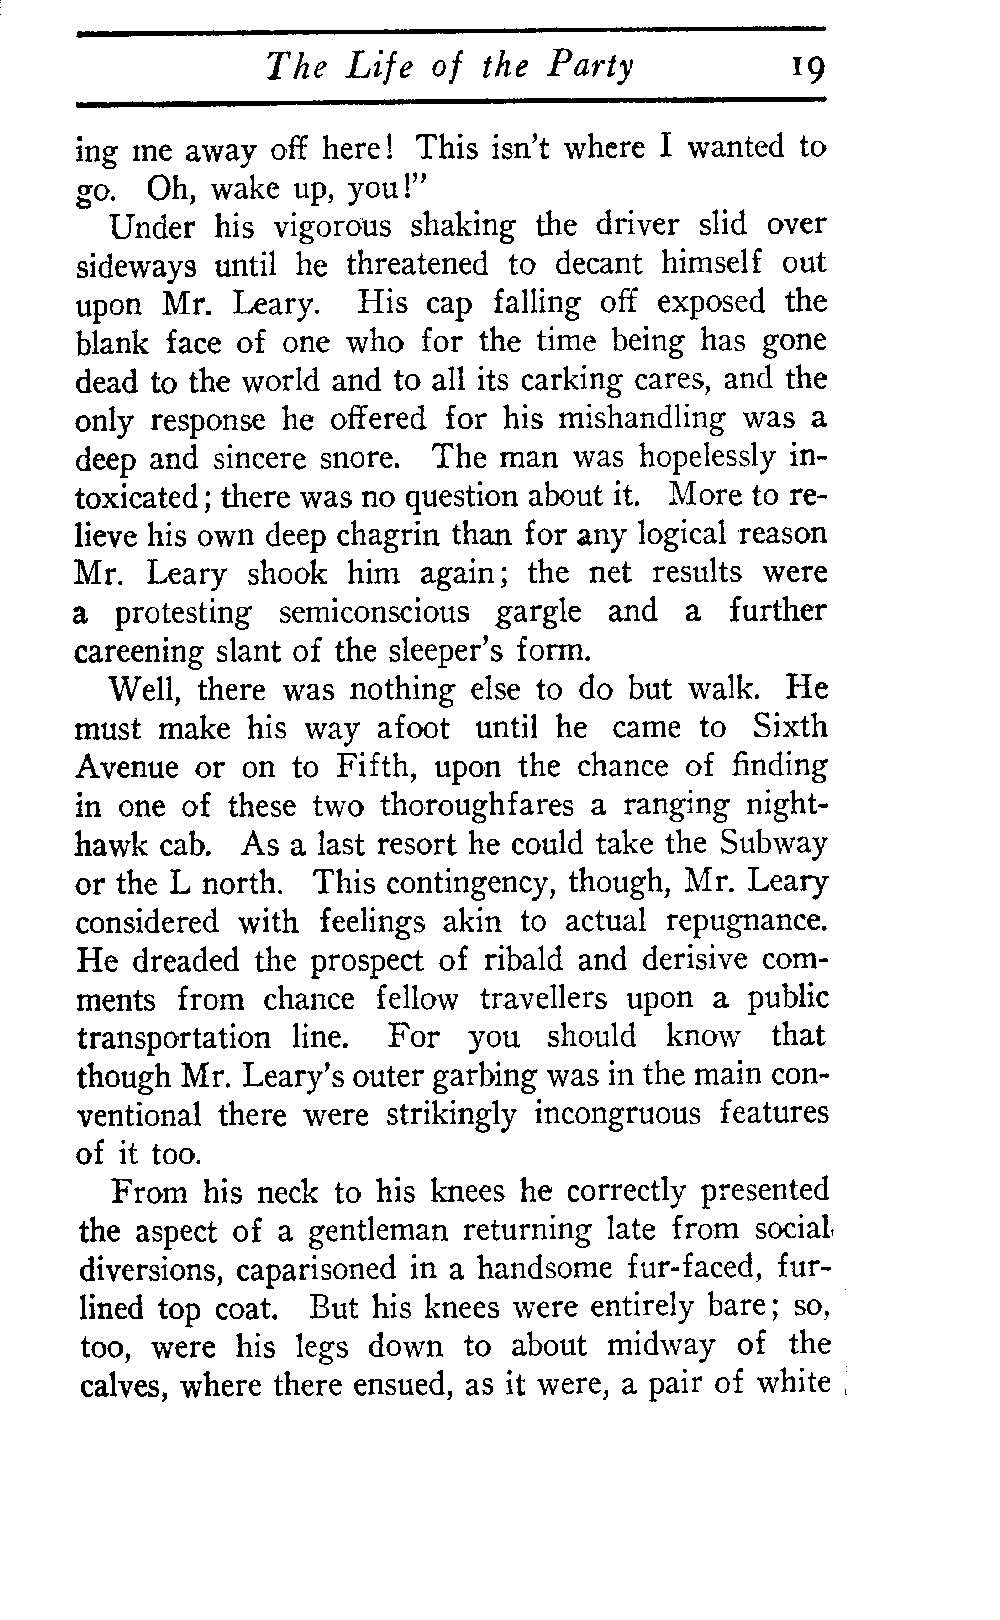 The Life of the Party 19
ing me away off here! This isn't where I wanted to
go. Oh, wake up, you!"
Under his vigorous shaking the driver slid over
sideways until he threatened to decant himself out
upon Mr. Leary. His cap falling off exposed the
blank face of one who for the time being has gone
dead to the world and to all its carking cares, and the
only response he offered for his mishandling was a
deep and sincere snore. The man was hopelessly in-
toxicated; there was no question about it. More to re-
lieve his own deep chagrin than for any logical reason
Mr. Leary shook him again; the net results were
a protesting semiconscious gargle and a further
careening slant of the sleeper's form.
Well, there was nothing else to do but walk. He
must make his way afoot until he came to Sixth
Avenue or on to Fifth, upon the chance of finding
in one of these two thoroughfares a ranging night-
hawk cab. As a last resort he could take the Subway
or the L north. This contingency, though, Mr. Leary
considered with feelings akin to actual repugnance.
He dreaded the prospect of ribald and derisive com-
ments from chance fellow travellers upon a public
transportation line. For you should know that
though Mr. Leary's outer garbing was in the main con-
ventional there were strikingly incongruous features
of it too.
From his neck to his knees he correctly presented
the aspect of a gentleman returning late from social
diversions, caparisoned in a handsome fur-faced, fur-
lined top coat. But his knees were entirely bare; so,
too, were his legs down to about midway of the
calves, where there ensued, as it were, a pair of white